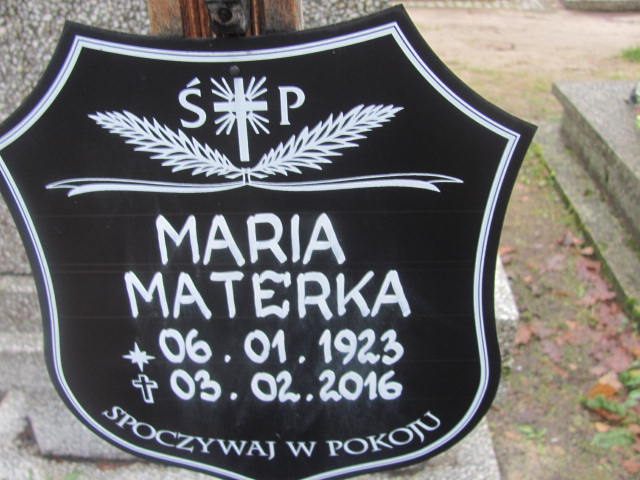 Ś P
MARIA
MATERKA
06.01.1923
03.02.2016
SPOCZYWAJ W POKOJU